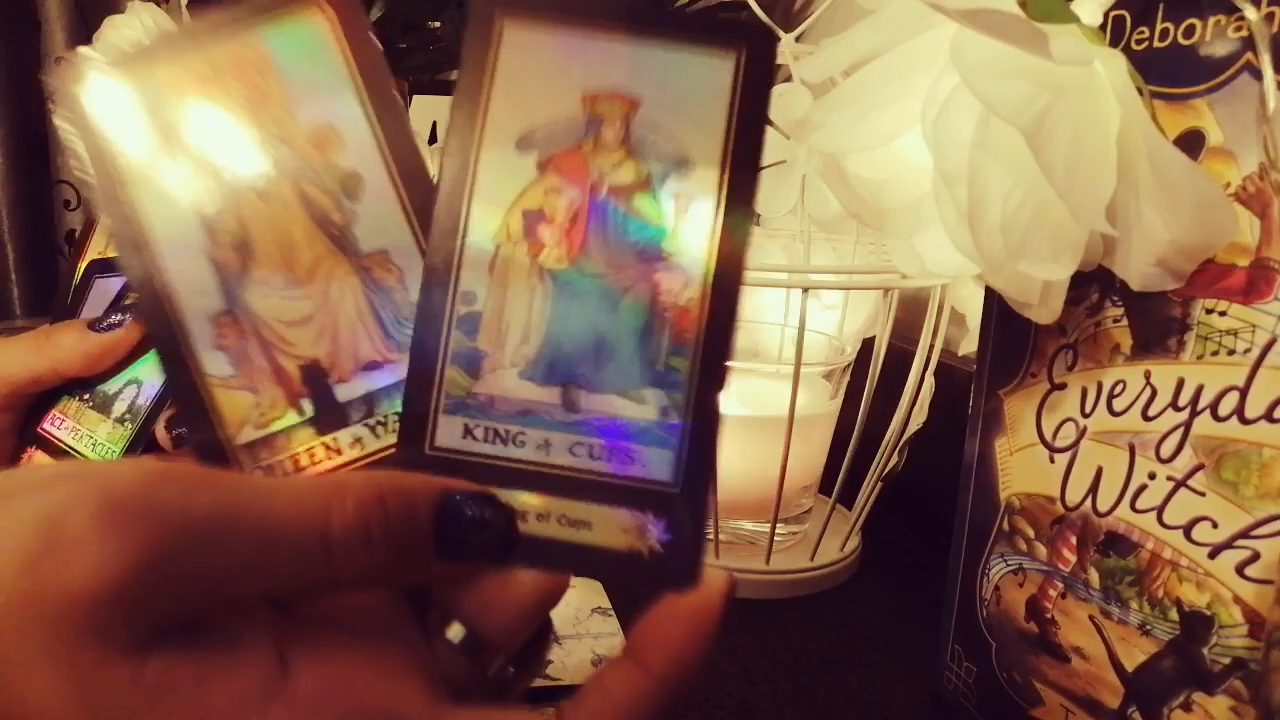 Deborah
Everyda
Witch
ACE of PENTACLES
QUEEN of WA
KING of CUPS.
g of Cups